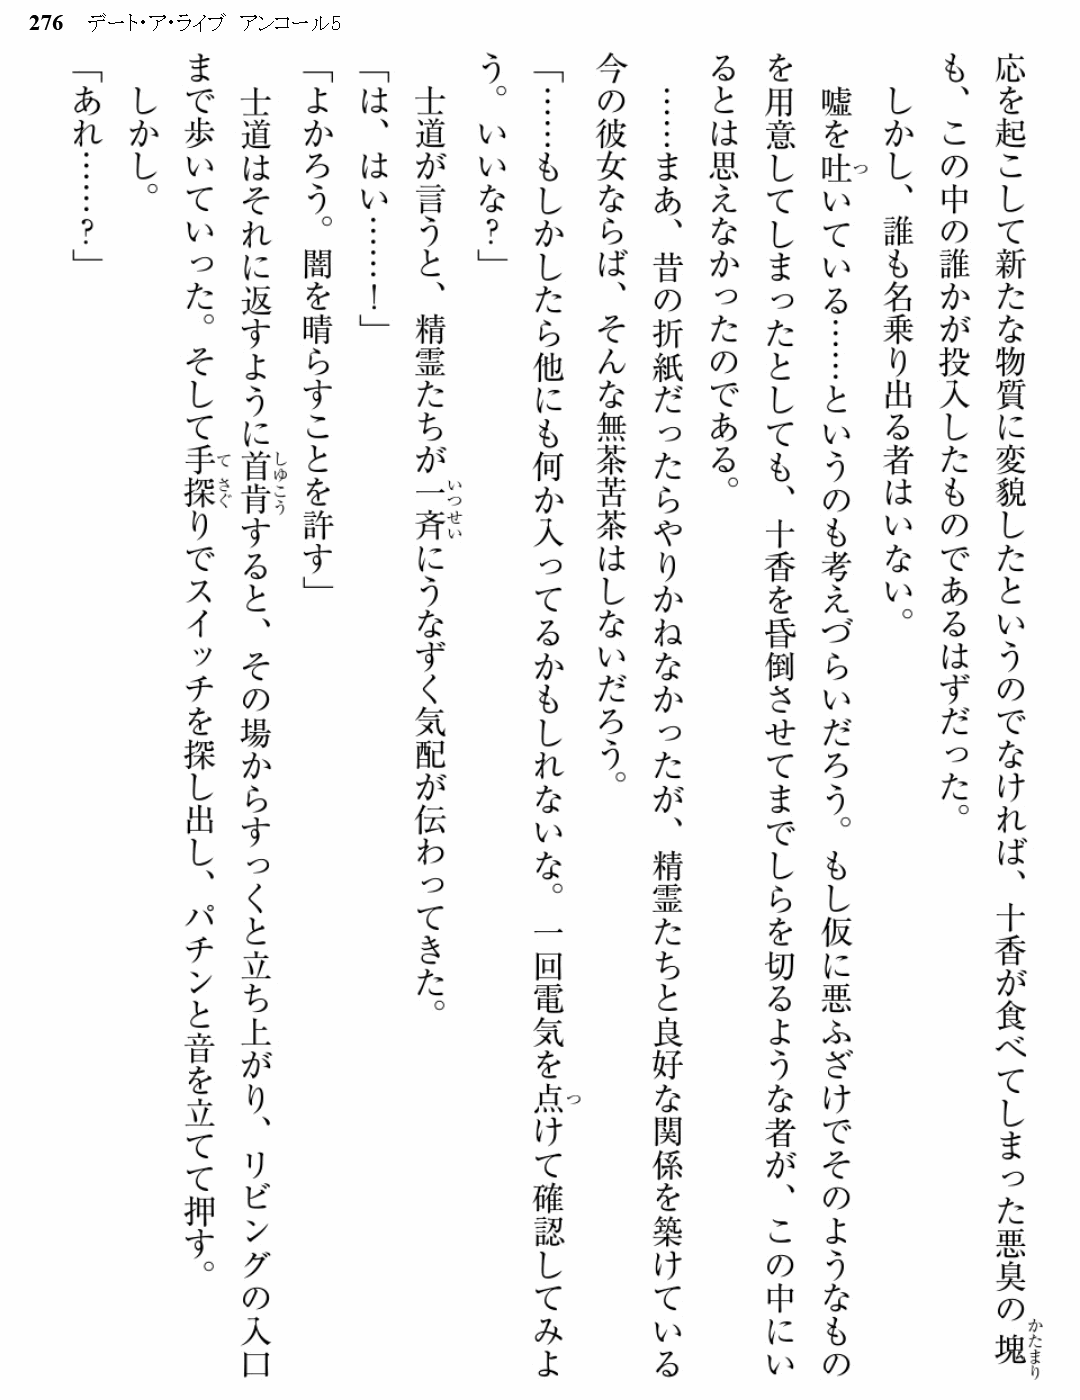 276 デート・ア・ライブ アンコール5
応を起こして新たな物質に変貌したというのでなければ、十香が食べてしまった悪臭の塊
も、この中の誰かが投入したものであるはずだった。
しかし、誰も名乗り出る者はいない。
嘘を吐いている……というのも考えづらいだろう。もし仮に悪ふざけでそのようなもの
を用意してしまったとしても、十香を昏倒させてまでしらを切るような者が、この中にい
るとは思えなかったのである。
……まあ、昔の折紙だったらやりかねなかったが、精霊たちと良好な関係を築けている
今の彼女ならば、そんな無茶苦茶はしないだろう。
「……もしかしたら他にも何か入ってるかもしれないな。一回電気を点けて確認してみよ
う。いいな?」
士道が言うと、精霊たちが一斉にうなずく気配が伝わってきた。
「は、はい……!」
「よかろう。闇を晴らすことを許す」
士道はそれに返すように首肯すると、その場からすっくと立ち上がり、リビングの入口
まで歩いていった。そして手探りでスイッチを探し出し、パチンと音を立てて押す。
しかし。
「あれ……?」